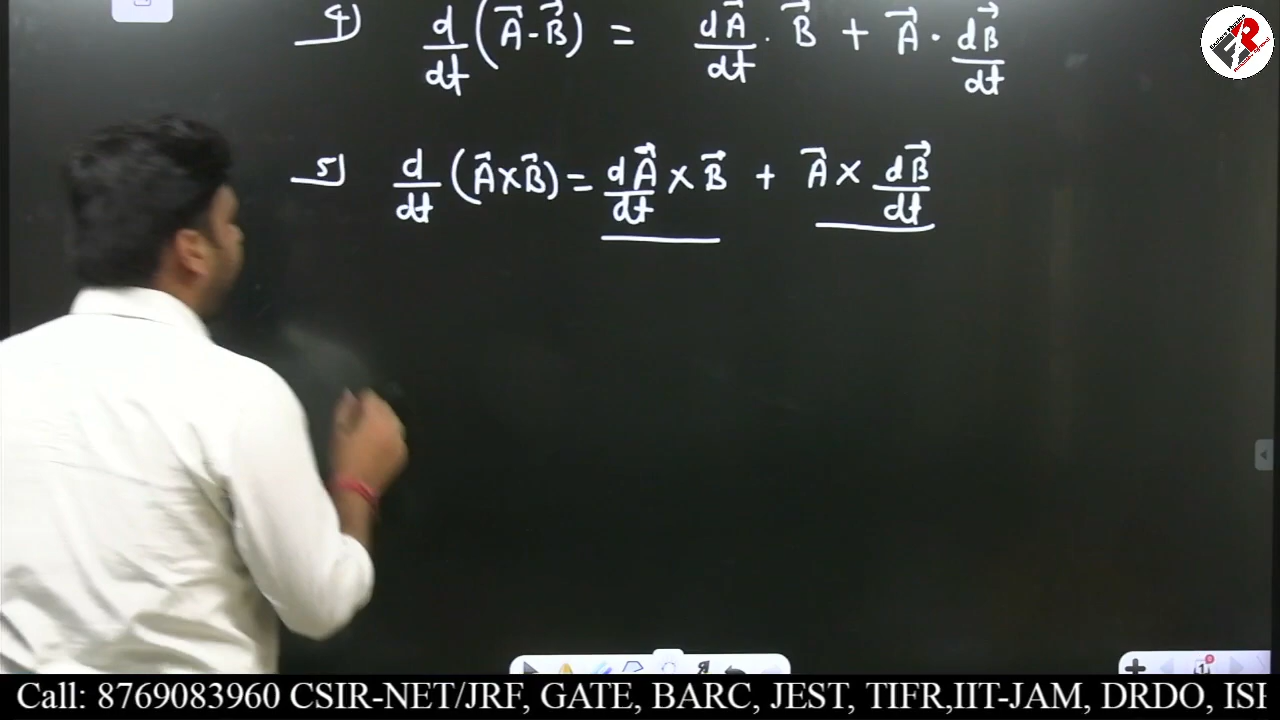 4) d/dt (A⃗ · B⃗) = dA⃗/dt · B⃗ + A⃗ · dB⃗/dt
5) d/dt (A⃗ × B⃗) = dA⃗/dt × B⃗ + A⃗ × dB⃗/dt
Call: 8769083960 CSIR-NET/JRF, GATE, BARC, JEST, TIFR,IIT-JAM, DRDO,